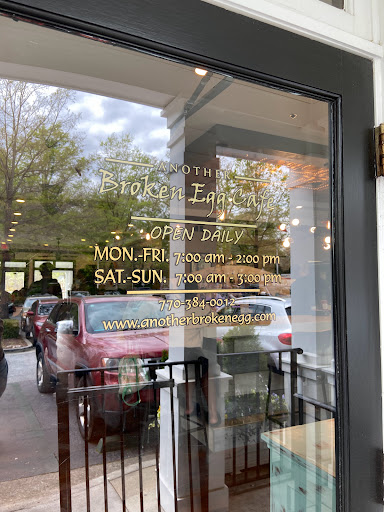 ANOTHER
Broken Egg Cafe
OPEN DAILY
MON.-FRI. 7:00 am - 2:00 pm
SAT.-SUN. 7:00 am - 3:00 pm
770-384-0012
www.anotherbrokenegg.com